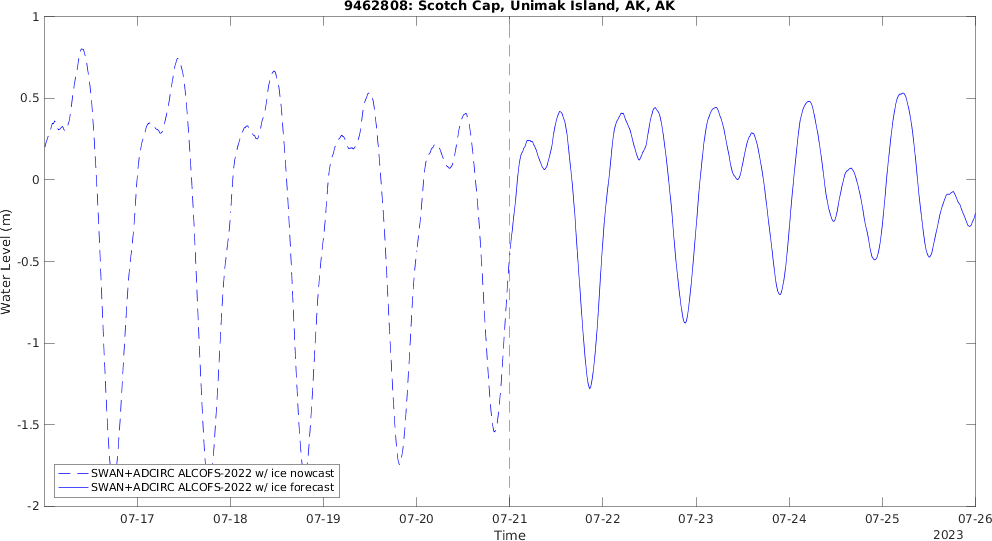 9462808: Scotch Cap, Unimak Island, AK, AK
1
0.5
0
-0.5
-1
-1.5
-2
Water Level (m)
SWAN+ADCIRC ALCOFS-2022 w/ ice nowcast
SWAN+ADCIRC ALCOFS-2022 w/ ice forecast
07-17 07-18 07-19 07-20 07-21 07-22 07-23 07-24 07-25 07-26
Time
2023